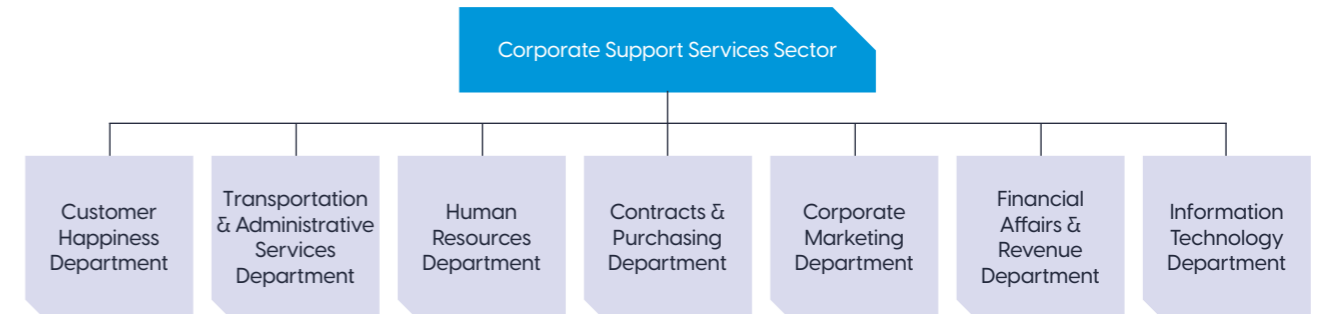 Corporate Support Services Sector
Customer
Happiness
Department
Transportation
& Administrative
Services
Department
Human
Resources
Department
Contracts &
Purchasing
Department
Corporate
Marketing
Department
Financial
Affairs &
Revenue
Department
Information
Technology
Department